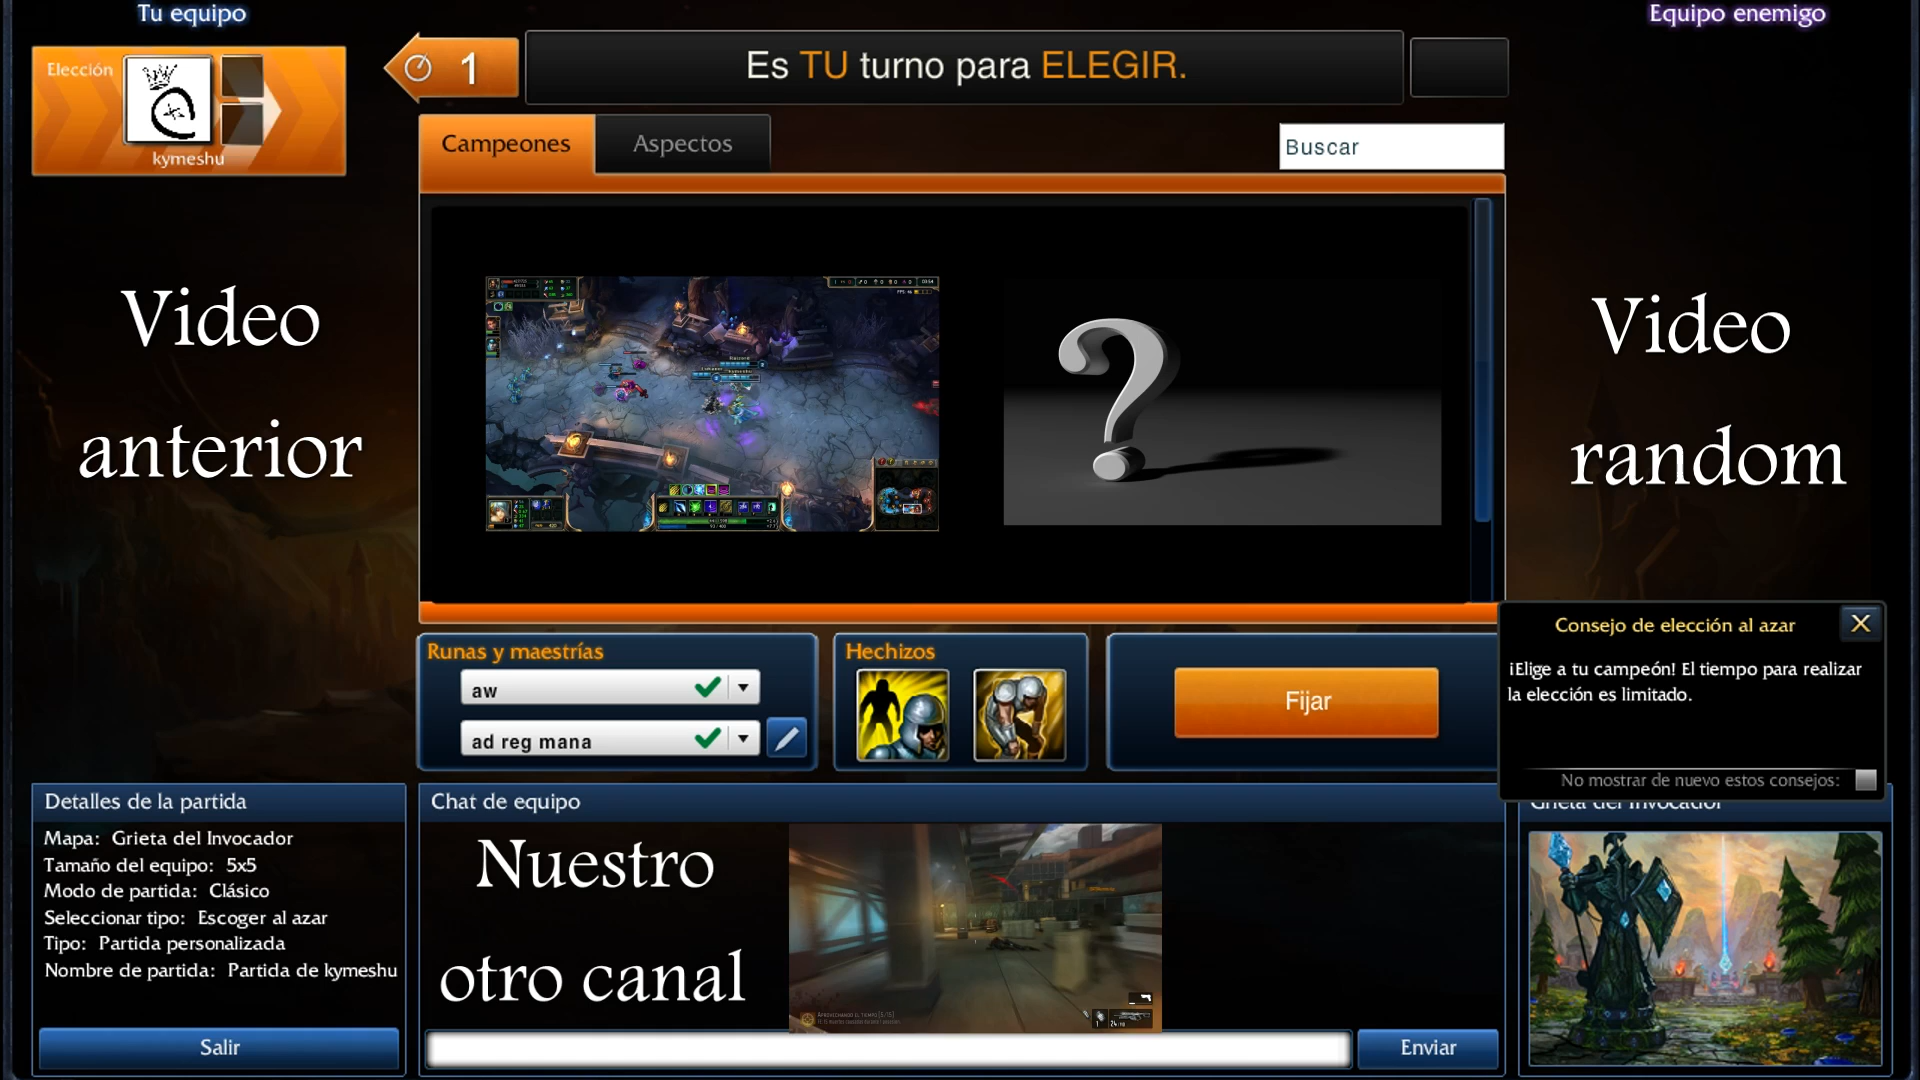 Tu equipo
Equipo enemigo
Elección
kymeshu
1
Es TU turno para ELEGIR.
Campeones
Aspectos
Buscar
Video
anterior
Video
random
Runas y maestrías
aw
ad reg mana
Hechizos
Fijar
Consejo de elección al azar
¡Elige a tu campeón! El tiempo para realizar
la elección es limitado.
No mostrar de nuevo estos consejos:
Detalles de la partida
Mapa: Grieta del Invocador
Tamaño del equipo: 5x5
Modo de partida: Clásico
Seleccionar tipo: Escoger al azar
Tipo: Partida personalizada
Nombre de partida: Partida de kymeshu
Salir
Chat de equipo
Nuestro
otro canal
Enviar
Grieta del Invocador